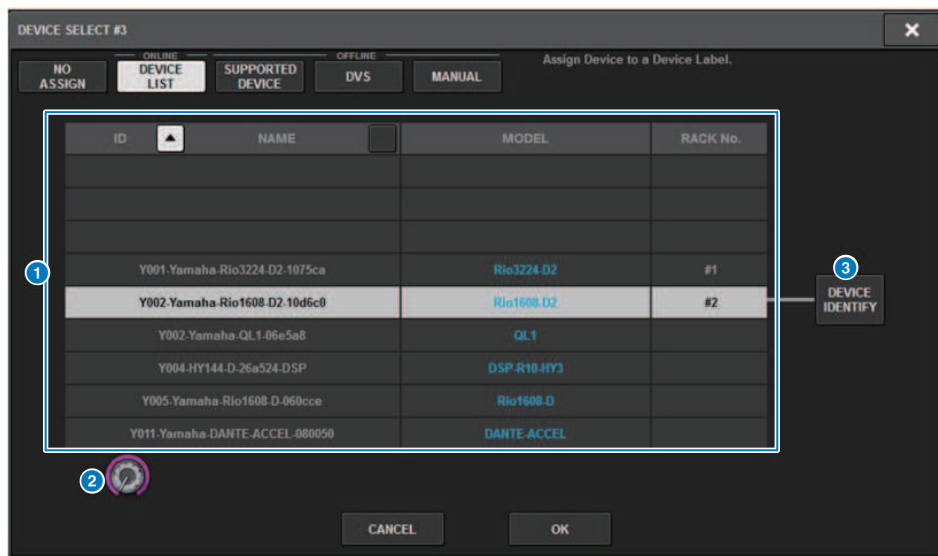 DEVICE SELECT #3
ONLINE OFFLINE
NO ASSIGN
DEVICE LIST
SUPPORTED DEVICE
DVS
MANUAL
Assign Device to a Device Label.
ID ▲ NAME MODEL RACK No.
Y001-Yamaha-Rio3224-D2-1075ca Rio3224-D2 #1
Y002-Yamaha-Rio1608-D2-10d6c0 Rio1608-D2 #2
Y002-Yamaha-QL1-06e5a8 QL1
Y004-HY144-D-26a524-DSP DSP-R10-HY3
Y005-Yamaha-Rio1608-D-060cce Rio1608-D
Y011-Yamaha-DANTE-ACCEL-080050 DANTE-ACCEL
1
3
DEVICE IDENTIFY
2
CANCEL OK